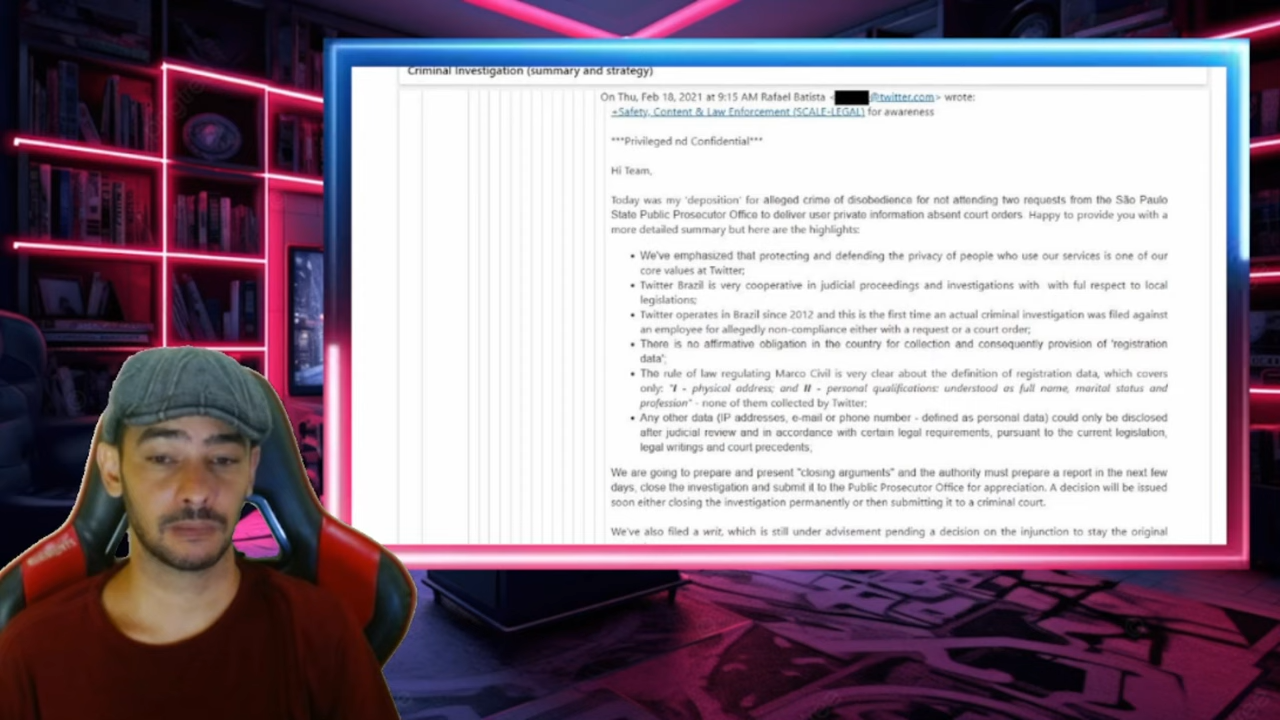 Criminal Investigation (summary and strategy)
On Thu, Feb 18, 2021 at 9:15 AM Rafael Batista < @twitter.com> wrote:
+Safety, Content & Law Enforcement (SCALE-LEGAL) for awareness
***Privileged nd Confidential***
Hi Team,
Today was my 'deposition' for alleged crime of disobedience for not attending two requests from the São Paulo
State Public Prosecutor Office to deliver user private information absent court orders. Happy to provide you with a
more detailed summary but here are the highlights:
• We've emphasized that protecting and defending the privacy of people who use our services is one of our
core values at Twitter;
• Twitter Brazil is very cooperative in judicial proceedings and investigations with with ful respect to local
legislations;
• Twitter operates in Brazil since 2012 and this is the first time an actual criminal investigation was filed against
an employee for allegedly non-compliance either with a request or a court order;
• There is no affirmative obligation in the country for collection and consequently provision of 'registration
data';
• The rule of law regulating Marco Civil is very clear about the definition of registration data, which covers
only: "I - physical address; and II - personal qualifications: understood as full name, marital status and
profession" - none of them collected by Twitter;
• Any other data (IP addresses, e-mail or phone number - defined as personal data) could only be disclosed
after judicial review and in accordance with certain legal requirements, pursuant to the current legislation,
legal writings and court precedents;
We are going to prepare and present "closing arguments" and the authority must prepare a report in the next few
days, close the investigation and submit it to the Public Prosecutor Office for appreciation. A decision will be issued
soon either closing the investigation permanently or then submitting it to a criminal court.
We've also filed a writ, which is still under advisement pending a decision on the injunction to stay the original